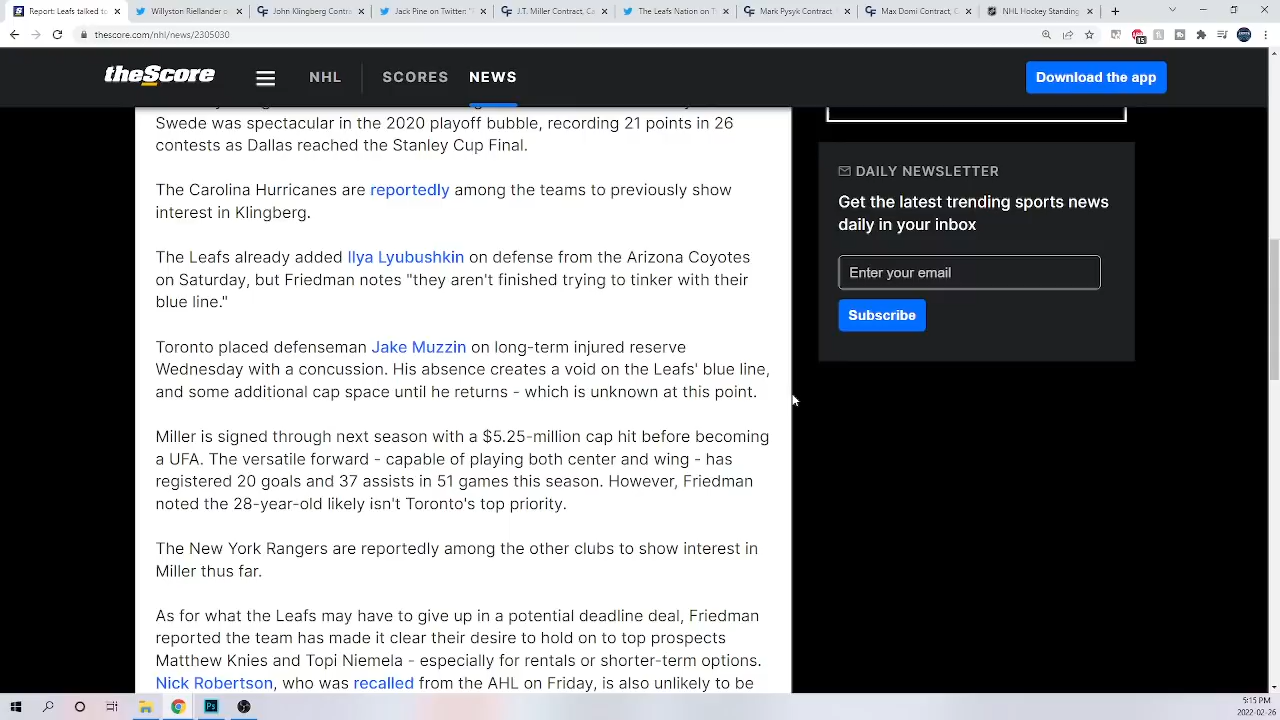 Report: Leafs talked to
Willyston Riellander
John Klingberg Contra
Jack Pine on Twitter: "
J.T. Miller Contract, Ca
The Leafs Nation on T
Mark Pysyk Contract
Max Domi Contract, C
NHL Hockey Standing
thescore.com/nhl/news/2305030
15
theScore
NHL
SCORES
NEWS
Download the app
Swede was spectacular in the 2020 playoff bubble, recording 21 points in 26
contests as Dallas reached the Stanley Cup Final.
The Carolina Hurricanes are reportedly among the teams to previously show
interest in Klingberg.
The Leafs already added Ilya Lyubushkin on defense from the Arizona Coyotes
on Saturday, but Friedman notes "they aren't finished trying to tinker with their
blue line."
Toronto placed defenseman Jake Muzzin on long-term injured reserve
Wednesday with a concussion. His absence creates a void on the Leafs' blue line,
and some additional cap space until he returns - which is unknown at this point.
Miller is signed through next season with a $5.25-million cap hit before becoming
a UFA. The versatile forward - capable of playing both center and wing - has
registered 20 goals and 37 assists in 51 games this season. However, Friedman
noted the 28-year-old likely isn't Toronto's top priority.
The New York Rangers are reportedly among the other clubs to show interest in
Miller thus far.
As for what the Leafs may have to give up in a potential deadline deal, Friedman
reported the team has made it clear their desire to hold on to top prospects
Matthew Knies and Topi Niemela - especially for rentals or shorter-term options.
Nick Robertson, who was recalled from the AHL on Friday, is also unlikely to be
DAILY NEWSLETTER
Get the latest trending sports news
daily in your inbox
Enter your email
Subscribe
Ps
5:15 PM
2022-02-26